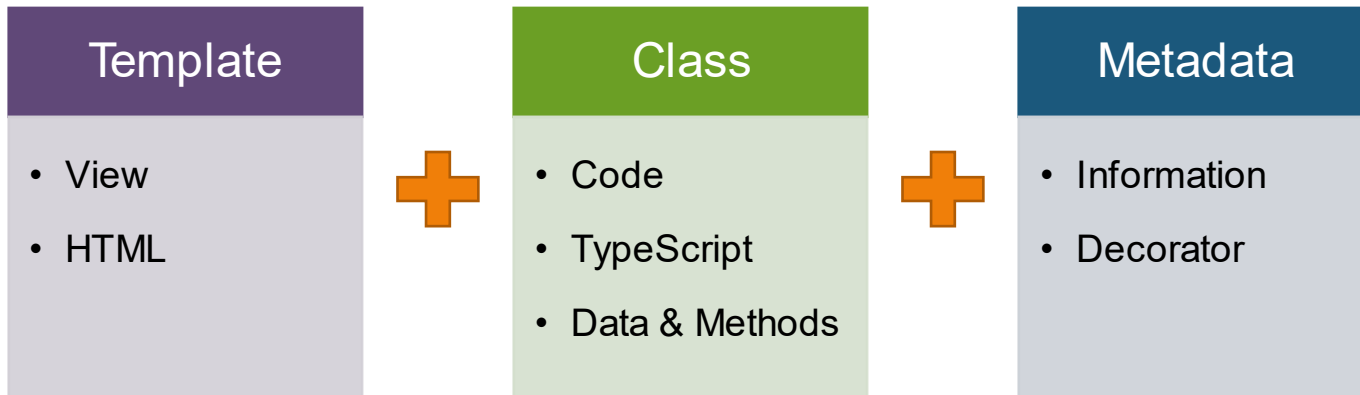 Template
• View
• HTML
Class
• Code
• TypeScript
• Data & Methods
Metadata
• Information
• Decorator